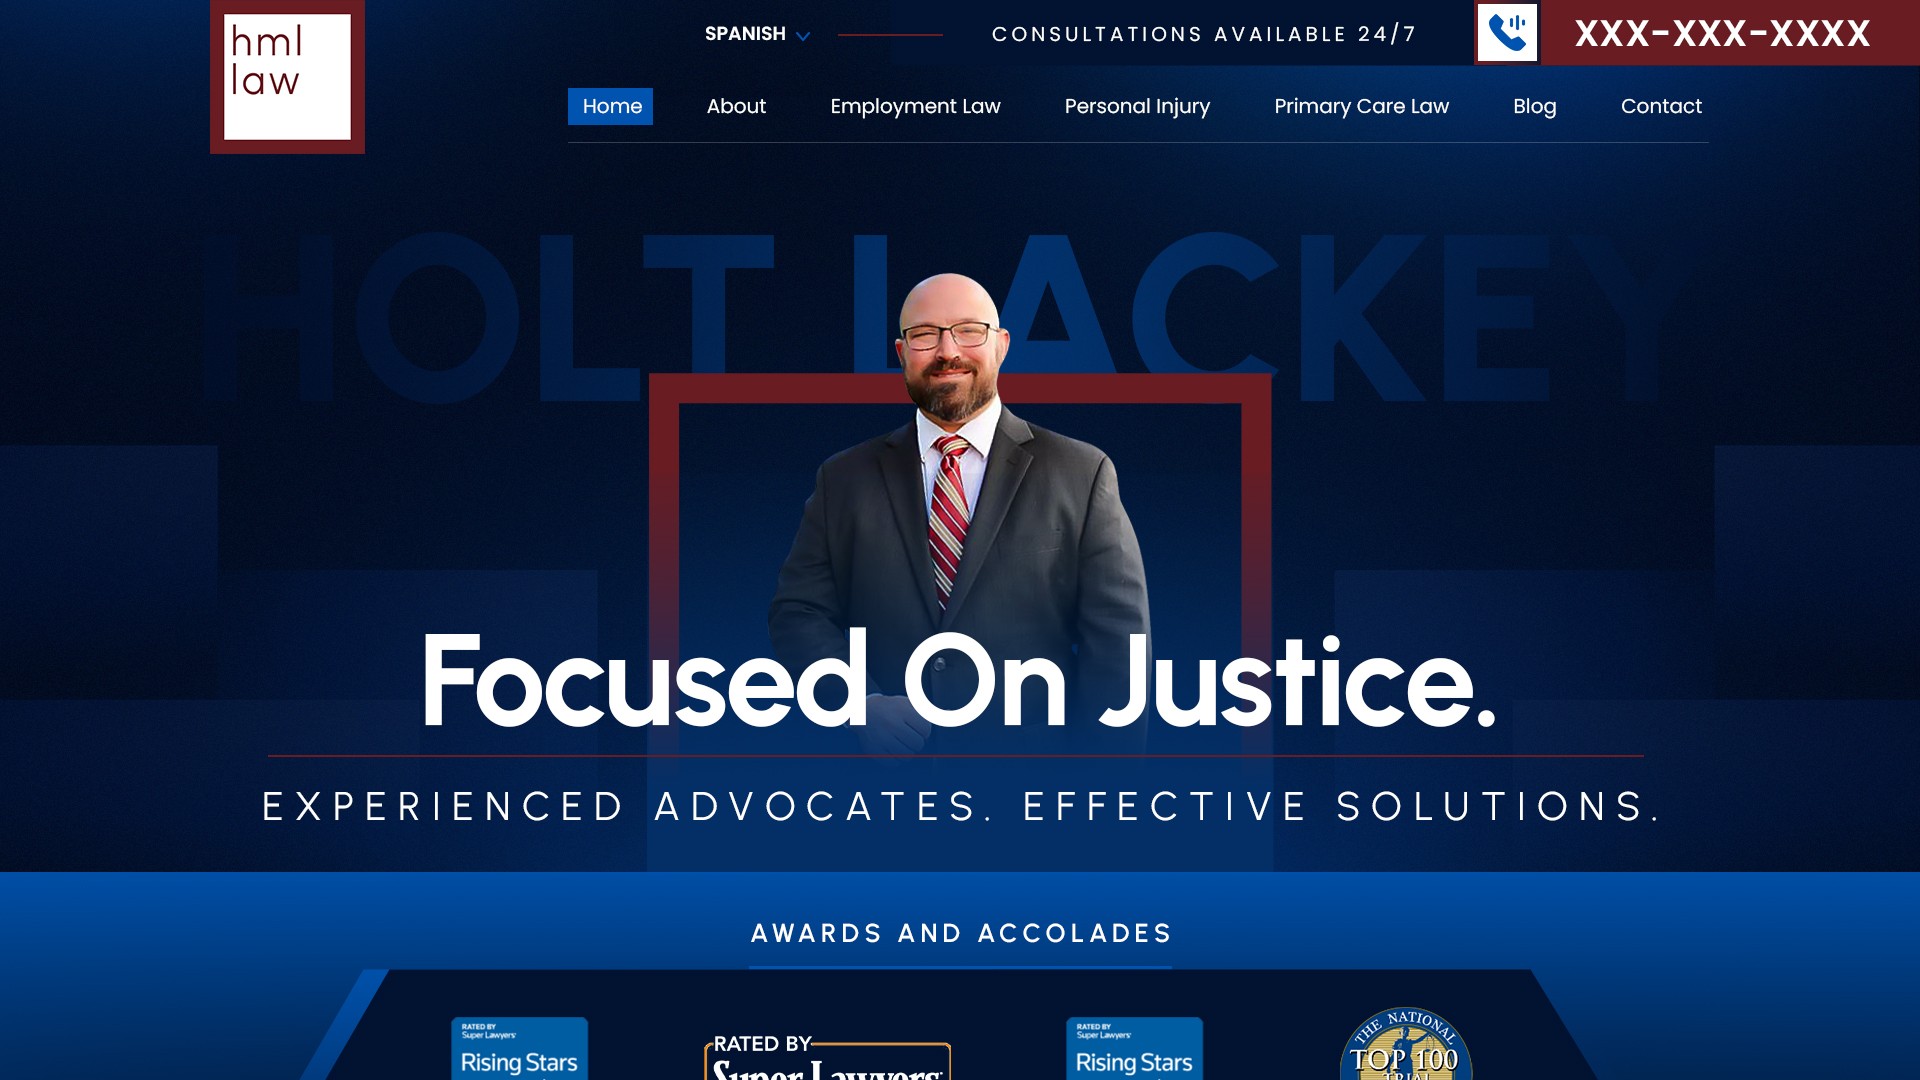 hml
law
SPANISH
CONSULTATIONS AVAILABLE 24/7
XXX-XXX-XXXX
Home
About
Employment Law
Personal Injury
Primary Care Law
Blog
Contact
HOLT LACKEY
Focused On Justice.
EXPERIENCED ADVOCATES. EFFECTIVE SOLUTIONS.
AWARDS AND ACCOLADES
RATED BY
Super Lawyers
Rising Stars
RATED BY
Super Lawyers
RATED BY
Super Lawyers
Rising Stars
THE NATIONAL
TOP 100
TRIAL